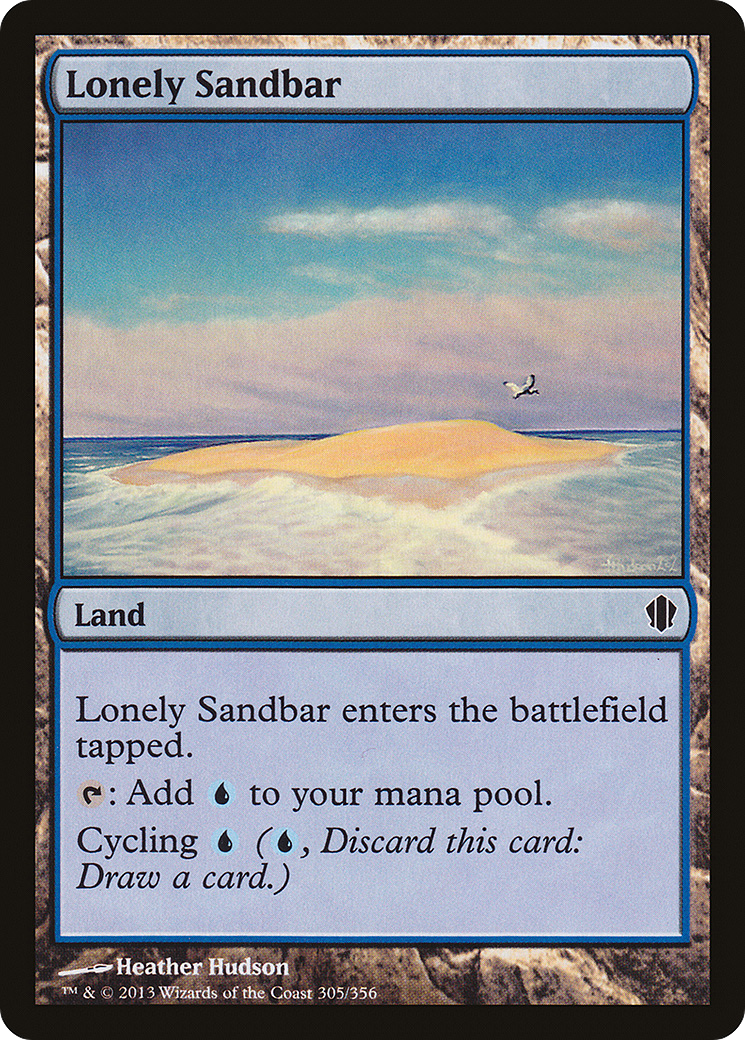 Lonely Sandbar
Land
Lonely Sandbar enters the battlefield
tapped.
: Add to your mana pool.
Cycling (, Discard this card:
Draw a card.)
Heather Hudson
™ & © 2013 Wizards of the Coast 305/356